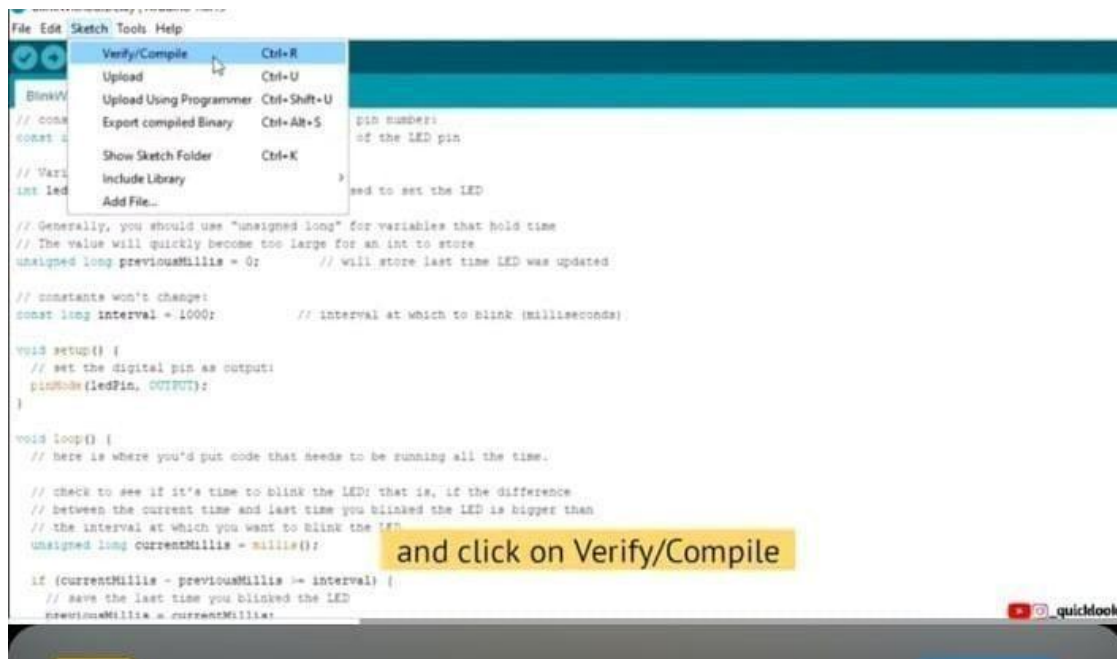 File Edit Sketch Tools Help
Verify/Compile Ctrl+R
Upload Ctrl+U
BlinkW
Upload Using Programmer Ctrl+Shift+U
// cons
Export compiled Binary Ctrl+Alt+S
pin number:
const i
of the LED pin
Show Sketch Folder Ctrl+K
// Vari
Include Library
int led
sed to set the LED
Add File...
// Generally, you should use "unsigned long" for variables that hold time
// The value will quickly become too large for an int to store
unsigned long previousMillis = 0; // will store last time LED was updated
// constants won't change:
const long interval = 1000; // interval at which to blink (milliseconds)
void setup() {
// set the digital pin as output:
pinMode(ledPin, OUTPUT);
}
void loop() {
// here is where you'd put code that needs to be running all the time.
// check to see if it's time to blink the LED; that is, if the difference
// between the current time and last time you blinked the LED is bigger than
// the interval at which you want to blink the LED.
unsigned long currentMillis = millis();
and click on Verify/Compile
if (currentMillis - previousMillis >= interval) {
// save the last time you blinked the LED
previousMillis = currentMillis;
_quicklook